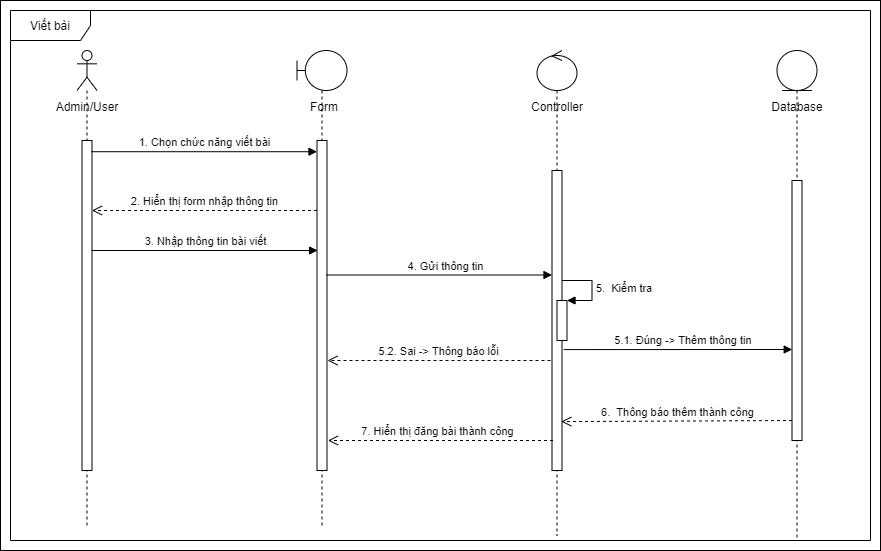 Viết bài
Admin/User
Form
Controller
Database
1. Chọn chức năng viết bài
2. Hiển thị form nhập thông tin
3. Nhập thông tin bài viết
4. Gửi thông tin
5. Kiểm tra
5.1. Đúng -> Thêm thông tin
5.2. Sai -> Thông báo lỗi
6. Thông báo thêm thành công
7. Hiển thị đăng bài thành công